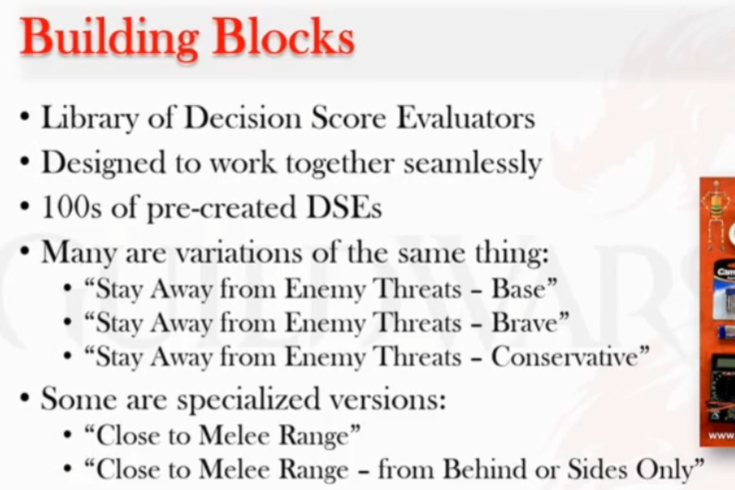 Building Blocks
• Library of Decision Score Evaluators
• Designed to work together seamlessly
• 100s of pre-created DSEs
• Many are variations of the same thing:
• “Stay Away from Enemy Threats – Base”
• “Stay Away from Enemy Threats – Brave”
• “Stay Away from Enemy Threats – Conservative”
• Some are specialized versions:
• “Close to Melee Range”
• “Close to Melee Range – from Behind or Sides Only”
GUILD WARS
www.